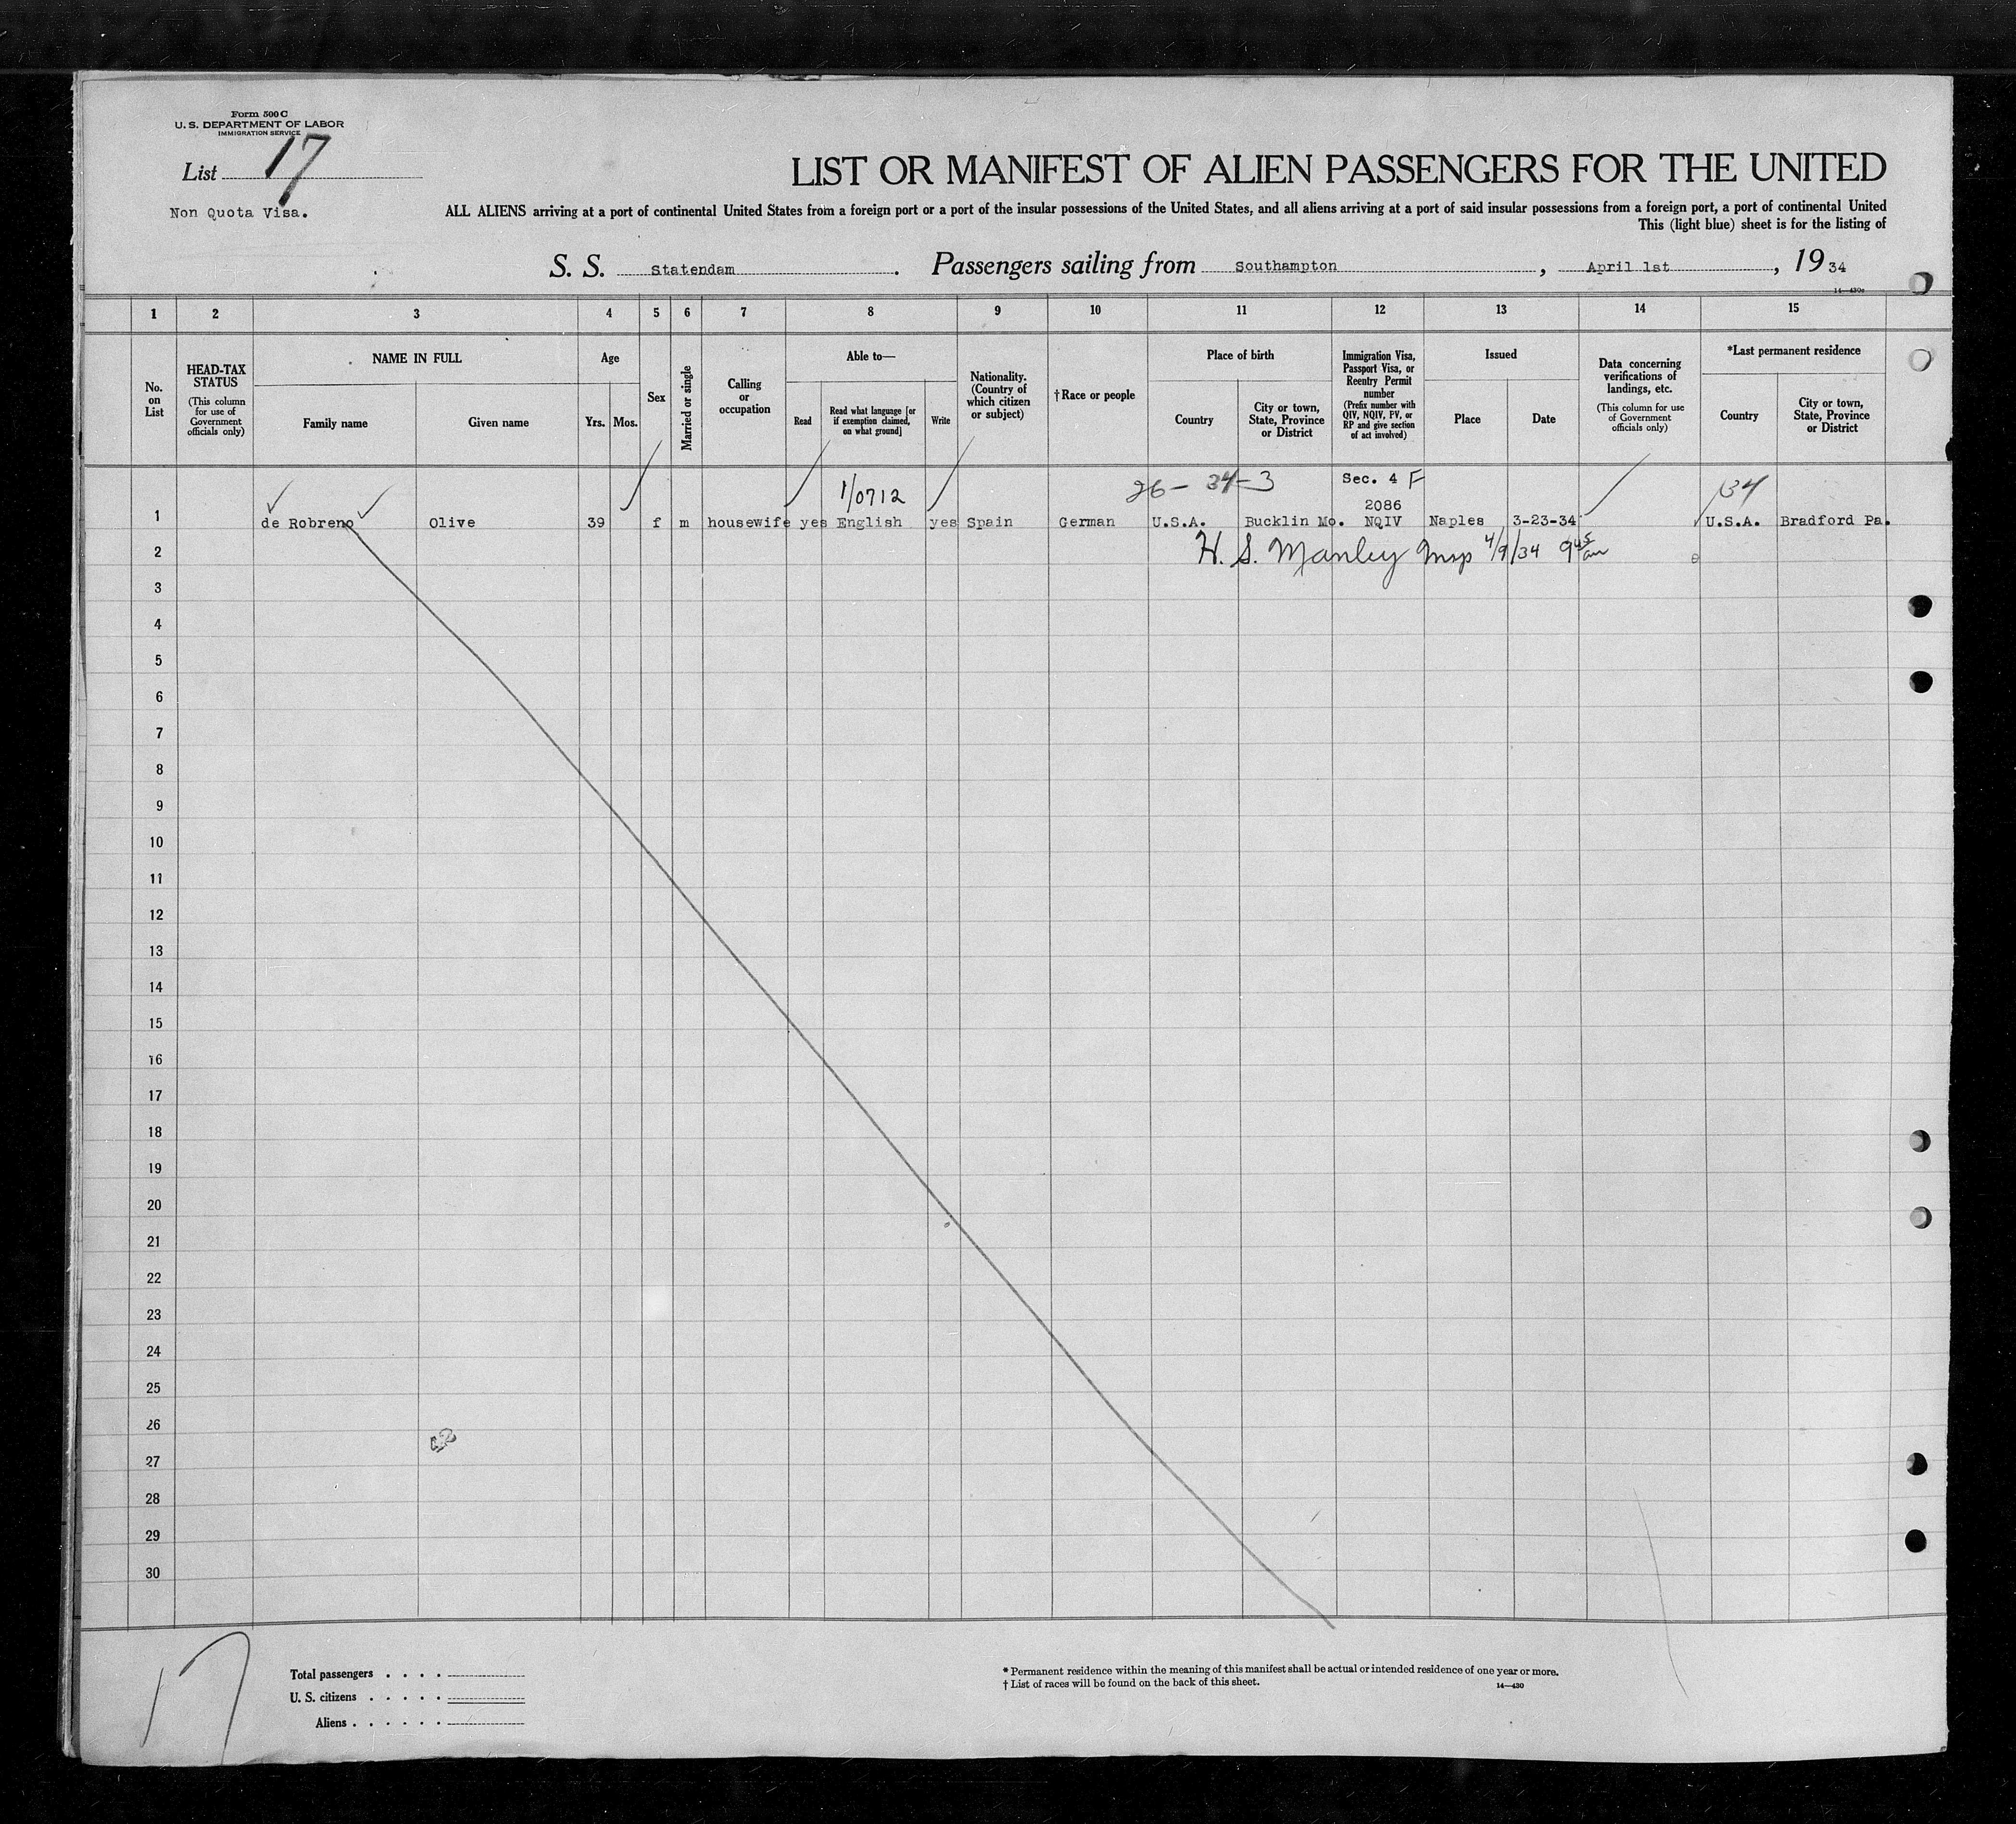 Form 500 C
U. S. DEPARTMENT OF LABOR
IMMIGRATION SERVICE
List 17
Non Quota Visa.
LIST OR MANIFEST OF ALIEN PASSENGERS FOR THE UNITED
ALL ALIENS arriving at a port of continental United States from a foreign port or a port of the insular possessions of the United States, and all aliens arriving at a port of said insular possessions from a foreign port, a port of continental United
This (light blue) sheet is for the listing of
S. S. Statendam . Passengers sailing from Southampton , April 1st , 19 34
1 2 3 4 5 6 7 8 9 10 11 12 13 14 15
No. on List
HEAD-TAX STATUS (This column for use of Government officials only)
NAME IN FULL
Family name Given name
Age
Yrs. Mos.
Sex
Married or single
Calling or occupation
Able to—
Read
Read what language [or if exemption claimed, on what ground]
Write
Nationality. (Country of which citizen or subject)
† Race or people
Place of birth
Country
City or town, State, Province or District
Immigration Visa, Passport Visa, or Reentry Permit number (Prefix number with QIV, NQIV, PV, or RP and give section of act involved)
Issued
Place Date
Data concerning verifications of landings, etc. (This column for use of Government officials only)
*Last permanent residence
Country
City or town, State, Province or District
1/0712 26-34-3 Sec. 4 F 34
2086
1 de Robreno Olive 39 f m housewife yes English yes Spain German U.S.A. Bucklin Mo. NQIV Naples 3-23-34 U.S.A. Bradford Pa.
2 H. S. Manley Insp 4/9/34 9 45 am
3
4
5
6
7
8
9
10
11
12
13
14
15
16
17
18
19
20
21
22
23
24
25
26
27
28
29
30
17
Total passengers . . . .
U. S. citizens . . . . .
Aliens . . . . . .
* Permanent residence within the meaning of this manifest shall be actual or intended residence of one year or more.
† List of races will be found on the back of this sheet. 14—430